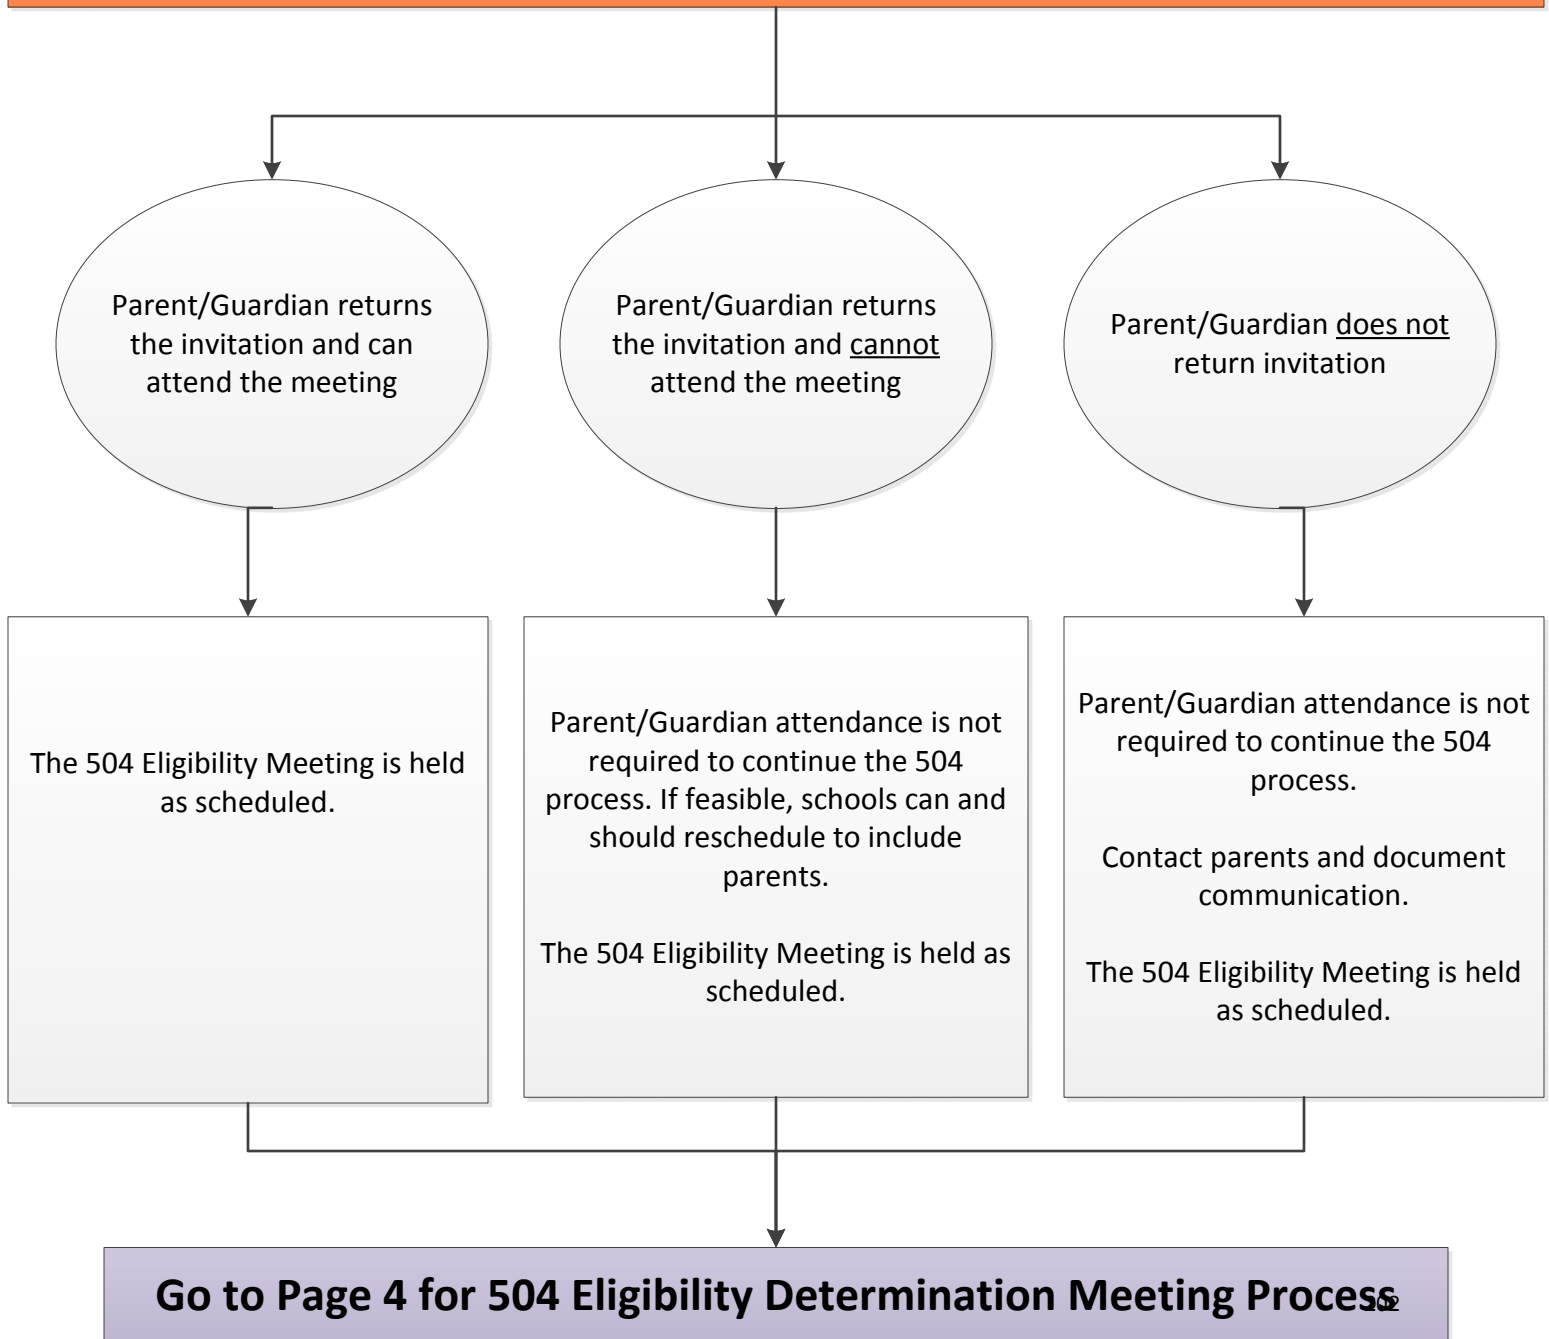 Parent/Guardian returns
the invitation and can
attend the meeting
Parent/Guardian returns
the invitation and cannot
attend the meeting
Parent/Guardian does not
return invitation
The 504 Eligibility Meeting is held
as scheduled.
Parent/Guardian attendance is not
required to continue the 504
process. If feasible, schools can and
should reschedule to include
parents.
The 504 Eligibility Meeting is held as
scheduled.
Parent/Guardian attendance is not
required to continue the 504
process.
Contact parents and document
communication.
The 504 Eligibility Meeting is held
as scheduled.
Go to Page 4 for 504 Eligibility Determination Meeting Process